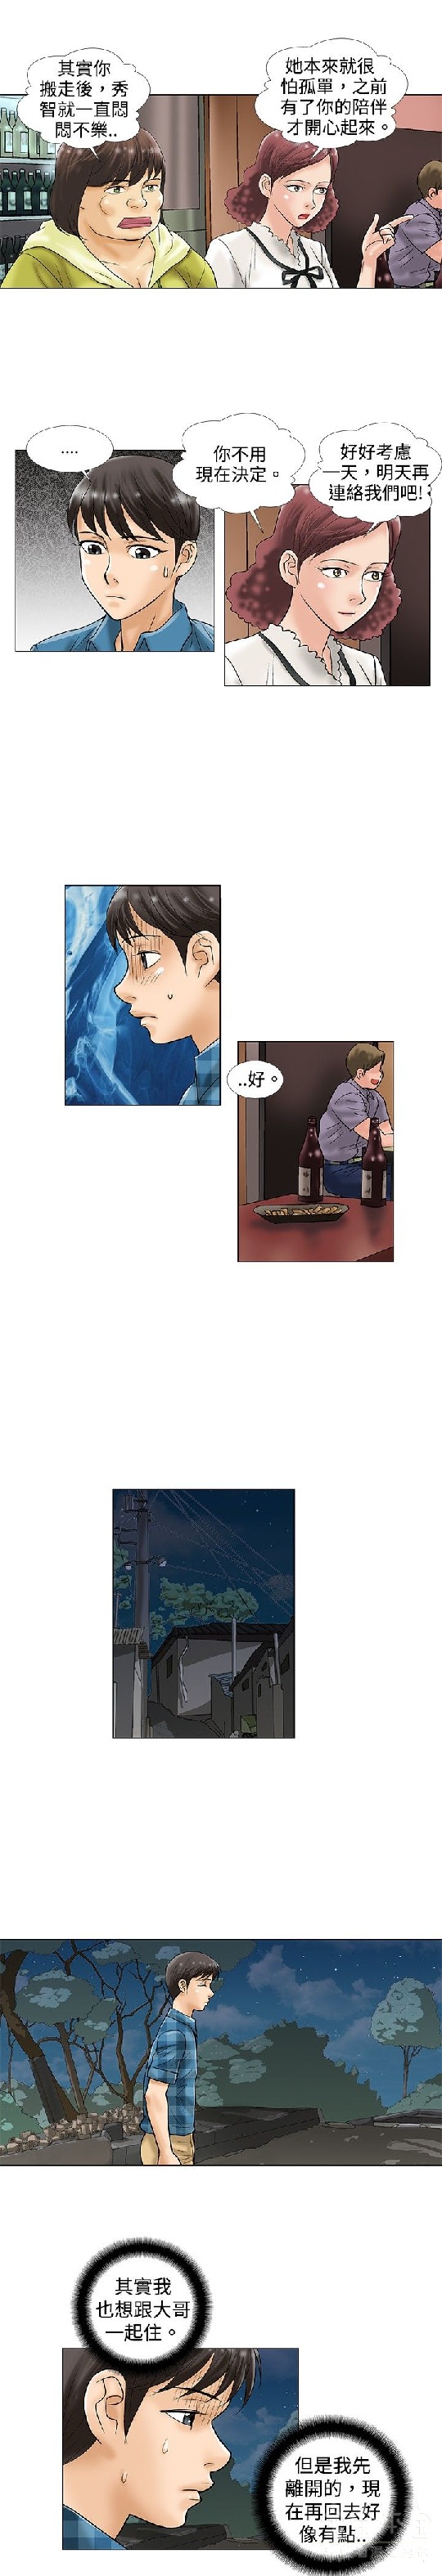 其實你
搬走後，秀
智就一直悶
悶不樂..
她本來就很
怕孤單，之前
有了你的陪伴
才開心起來。
....
你不用
現在決定。
好好考慮
一天，明天再
連絡我們吧!
..好。
其實我
也想跟大哥
一起住。
但是我先
離開的，現
在再回去好
像有點..